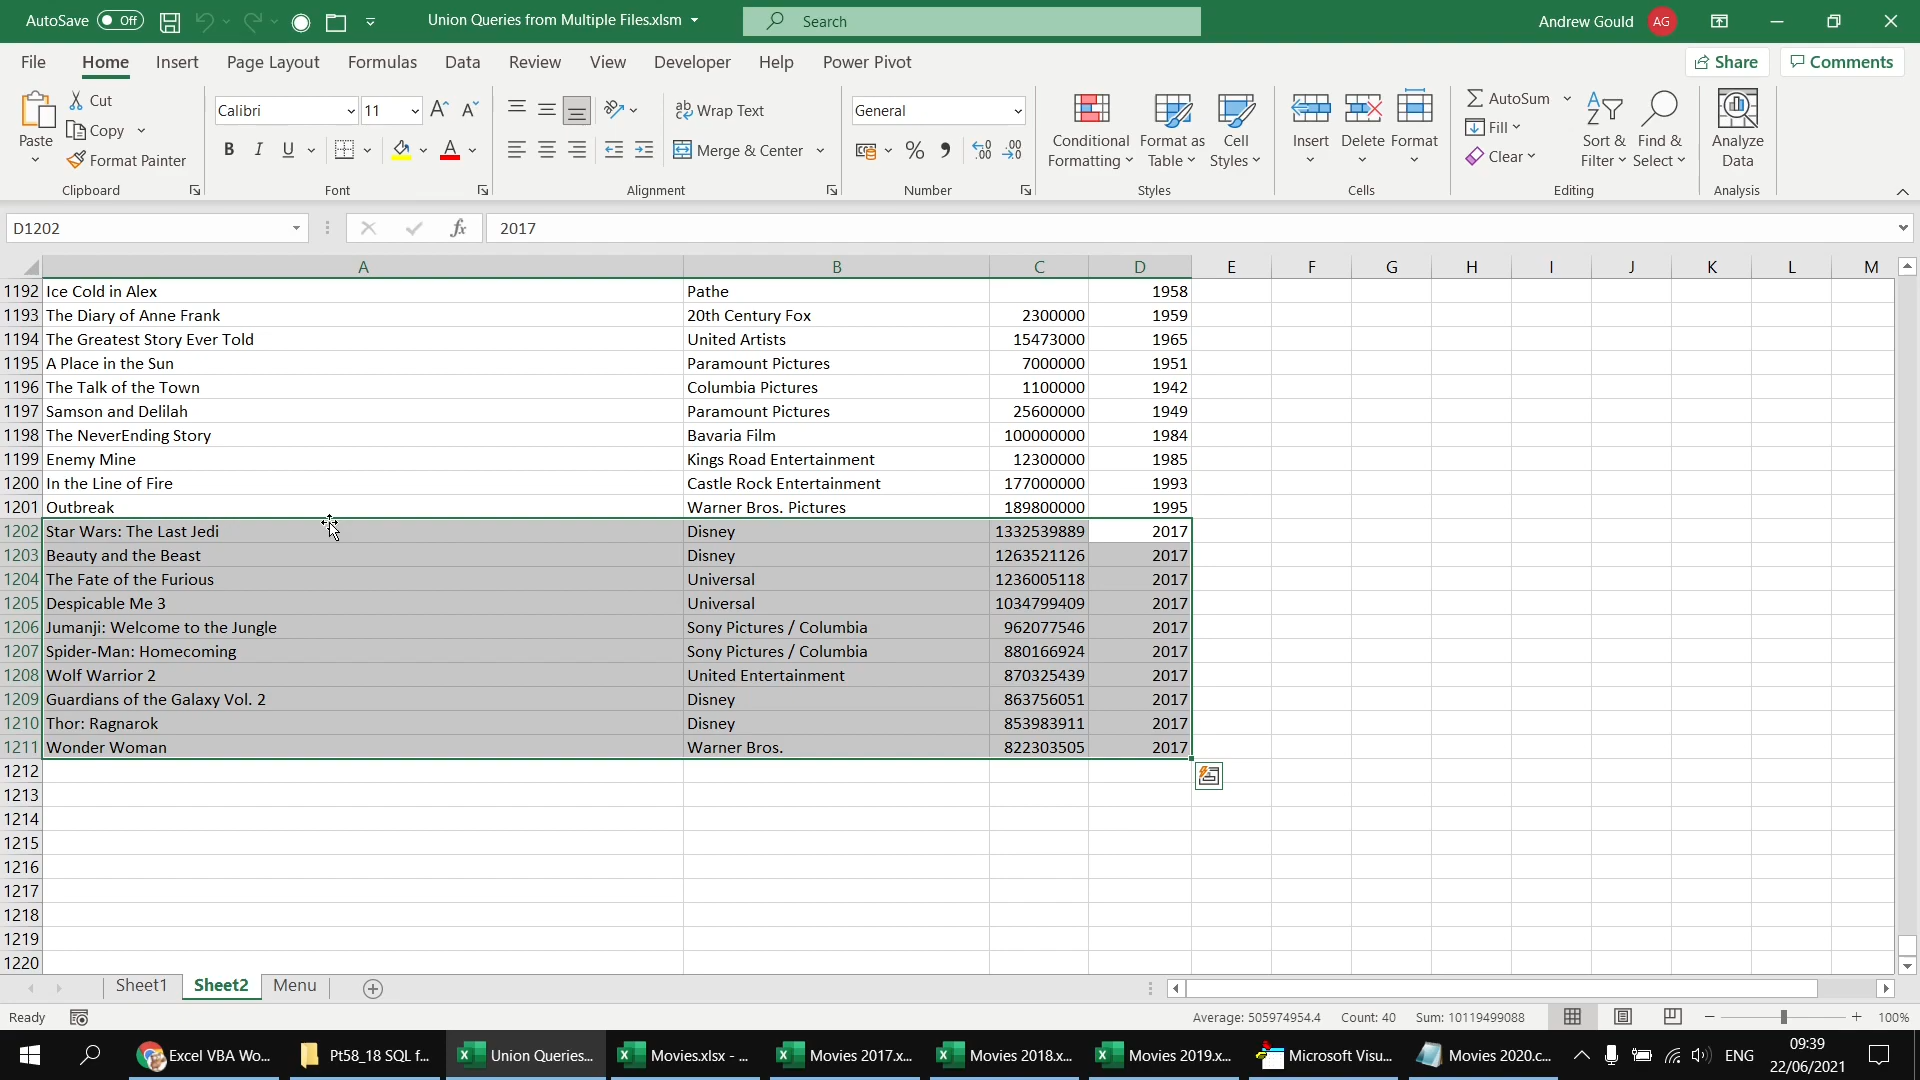 AutoSave Off Union Queries from Multiple Files.xlsm Search Andrew Gould AG
File Home Insert Page Layout Formulas Data Review View Developer Help Power Pivot Share Comments
Paste Cut Copy Format Painter Clipboard
Calibri 11 B I U A A Font
ab Wrap Text Merge & Center Alignment
General % Number
Conditional Formatting Format as Table Cell Styles Styles
Insert Delete Format Cells
AutoSum Fill Clear Sort & Filter Find & Select Editing
Analyze Data Analysis
D1202 fx 2017
A B C D E F G H I J K L M
1192 Ice Cold in Alex Pathe 1958
1193 The Diary of Anne Frank 20th Century Fox 2300000 1959
1194 The Greatest Story Ever Told United Artists 15473000 1965
1195 A Place in the Sun Paramount Pictures 7000000 1951
1196 The Talk of the Town Columbia Pictures 1100000 1942
1197 Samson and Delilah Paramount Pictures 25600000 1949
1198 The NeverEnding Story Bavaria Film 100000000 1984
1199 Enemy Mine Kings Road Entertainment 12300000 1985
1200 In the Line of Fire Castle Rock Entertainment 177000000 1993
1201 Outbreak Warner Bros. Pictures 189800000 1995
1202 Star Wars: The Last Jedi Disney 1332539889 2017
1203 Beauty and the Beast Disney 1263521126 2017
1204 The Fate of the Furious Universal 1236005118 2017
1205 Despicable Me 3 Universal 1034799409 2017
1206 Jumanji: Welcome to the Jungle Sony Pictures / Columbia 962077546 2017
1207 Spider-Man: Homecoming Sony Pictures / Columbia 880166924 2017
1208 Wolf Warrior 2 United Entertainment 870325439 2017
1209 Guardians of the Galaxy Vol. 2 Disney 863756051 2017
1210 Thor: Ragnarok Disney 853983911 2017
1211 Wonder Woman Warner Bros. 822303505 2017
1212
1213
1214
1215
1216
1217
1218
1219
1220
Sheet1 Sheet2 Menu
Ready Average: 505974954.4 Count: 40 Sum: 10119499088 100%
Excel VBA Wo... Pt58_18 SQL f... Union Queries... Movies.xlsx - ... Movies 2017.x... Movies 2018.x... Movies 2019.x... Microsoft Visu... Movies 2020.c... ENG 09:39
22/06/2021